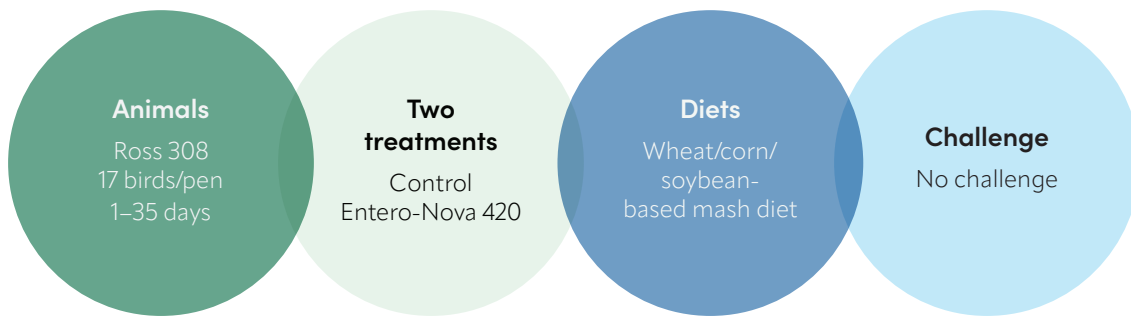 Animals
Ross 308
17 birds/pen
1–35 days
Two
treatments
Control
Entero-Nova 420
Diets
Wheat/corn/
soybean-
based mash diet
Challenge
No challenge